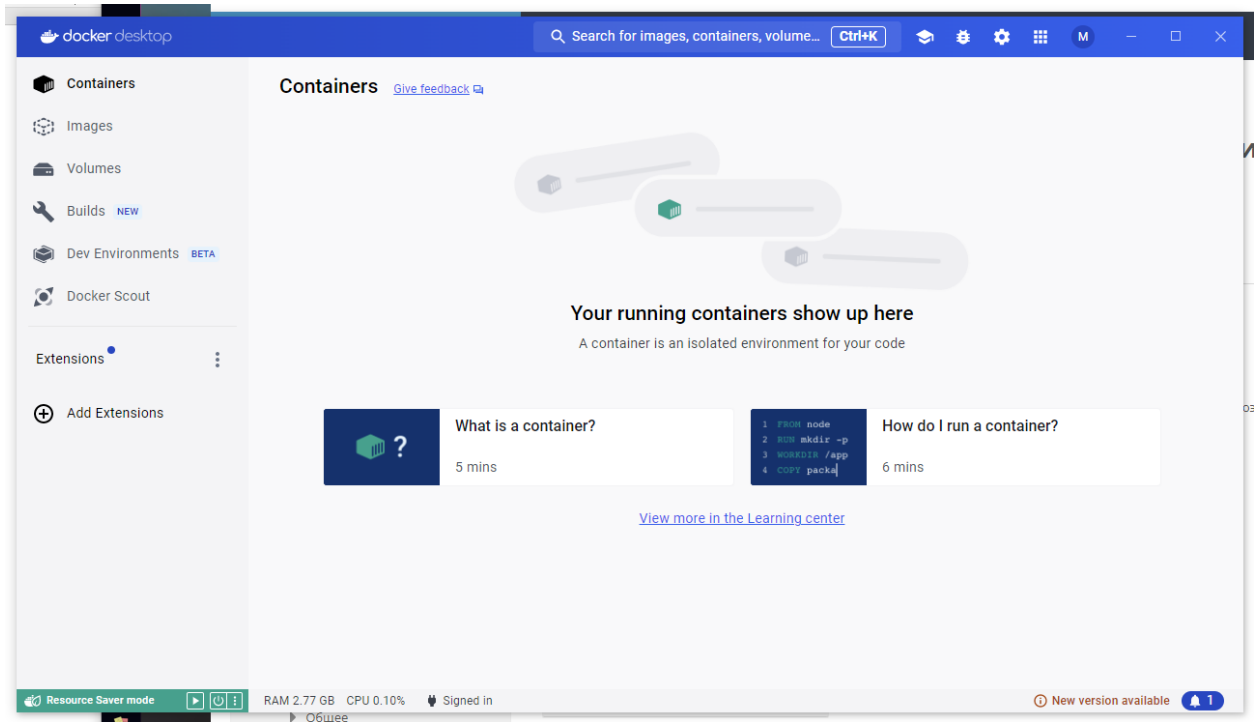 docker desktop
Search for images, containers, volume... Ctrl+K
M
Containers
Images
Volumes
Builds NEW
Dev Environments BETA
Docker Scout
Extensions
Add Extensions
Containers Give feedback
Your running containers show up here
A container is an isolated environment for your code
?
What is a container?
5 mins
1 FROM node
2 RUN mkdir -p
3 WORKDIR /app
4 COPY packa
How do I run a container?
6 mins
View more in the Learning center
Resource Saver mode
RAM 2.77 GB CPU 0.10% Signed in
New version available 1
Общее